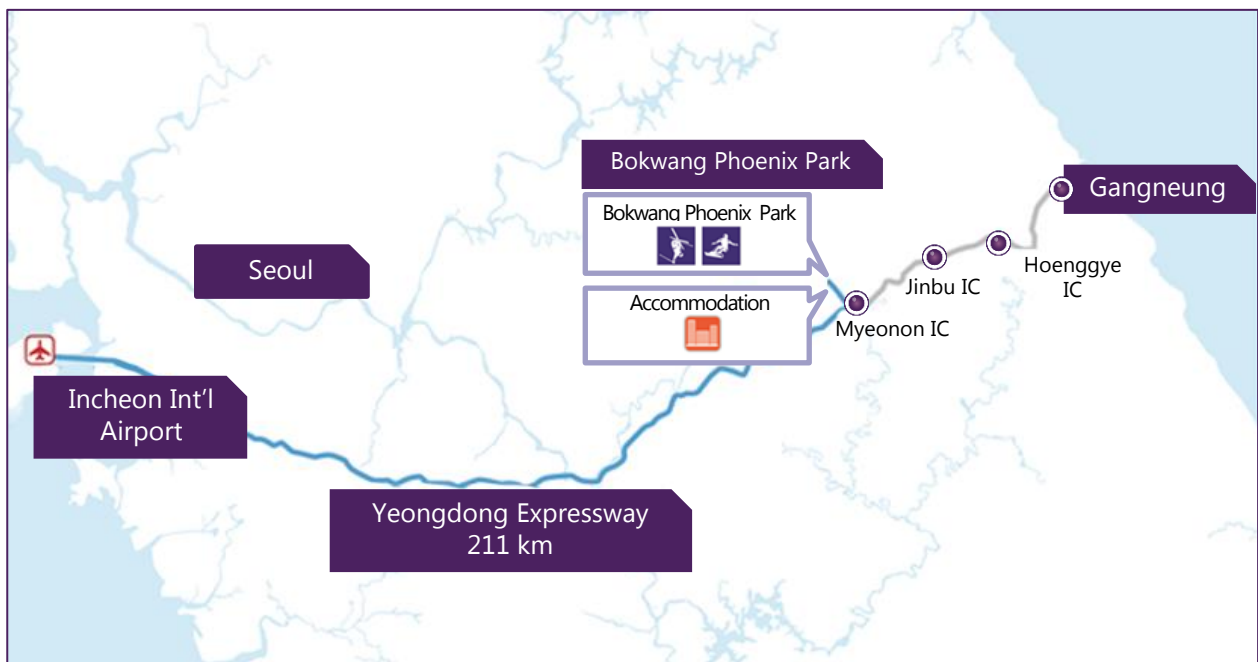 Bokwang Phoenix Park
Bokwang Phoenix Park
Gangneung
Seoul
Hoenggye
IC
Jinbu IC
Accommodation
Myeonon IC
Incheon Int'l
Airport
Yeongdong Expressway
211 km